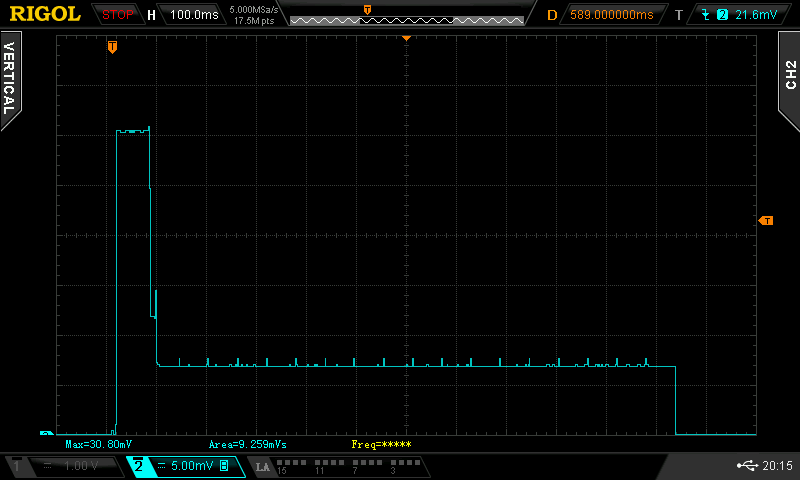 RIGOL STOP H 100.0ms 5.000MSa/s 17.5M pts T D 589.000000ms T 2 21.6mV
T
VERTICAL
CH2
T
2
Max=30.80mV Area=9.259mVs Freq=*****
1 = 1.00 V 2 = 5.00mV B LA 15 11 7 3 20:15